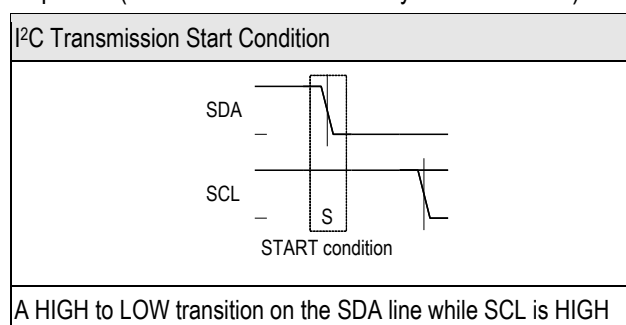 I²C Transmission Start Condition
SDA
SCL
S
START condition
A HIGH to LOW transition on the SDA line while SCL is HIGH